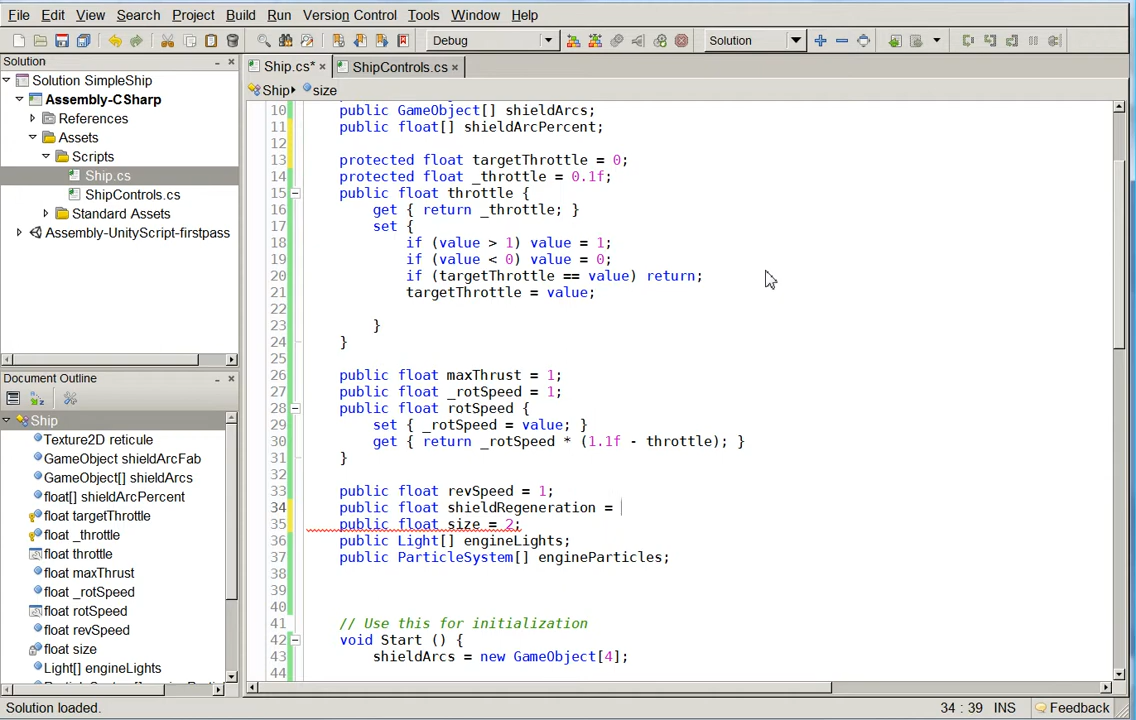 File Edit View Search Project Build Run Version Control Tools Window Help
Debug Solution
Solution
Ship.cs* × ShipControls.cs ×
Ship size
Solution SimpleShip
Assembly-CSharp
References
Assets
Scripts
Ship.cs
ShipControls.cs
Standard Assets
Assembly-UnityScript-firstpass
Document Outline
Ship
Texture2D reticule
GameObject shieldArcFab
GameObject[] shieldArcs
float[] shieldArcPercent
float targetThrottle
float _throttle
float throttle
float maxThrust
float _rotSpeed
float rotSpeed
float revSpeed
float size
Light[] engineLights
10 public GameObject[] shieldArcs;
11 public float[] shieldArcPercent;
12
13 protected float targetThrottle = 0;
14 protected float _throttle = 0.1f;
15 public float throttle {
16 get { return _throttle; }
17 set {
18 if (value > 1) value = 1;
19 if (value < 0) value = 0;
20 if (targetThrottle == value) return;
21 targetThrottle = value;
22
23 }
24 }
25
26 public float maxThrust = 1;
27 public float _rotSpeed = 1;
28 public float rotSpeed {
29 set { _rotSpeed = value; }
30 get { return _rotSpeed * (1.1f - throttle); }
31 }
32
33 public float revSpeed = 1;
34 public float shieldRegeneration =
35 public float size = 2;
36 public Light[] engineLights;
37 public ParticleSystem[] engineParticles;
38
39
40
41 // Use this for initialization
42 void Start () {
43 shieldArcs = new GameObject[4];
44
Solution loaded. 34 : 39 INS Feedback